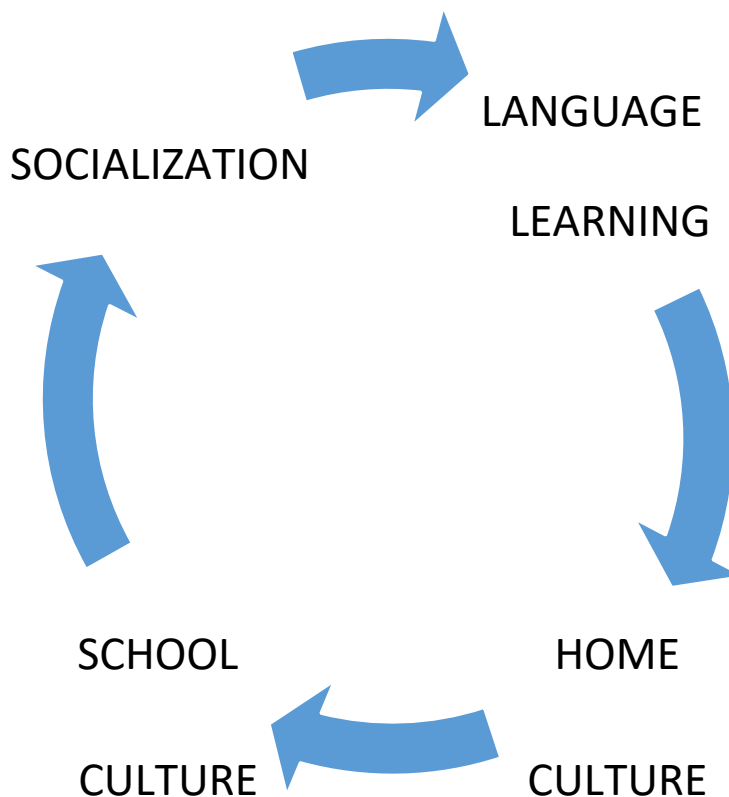 SOCIALIZATION
LANGUAGE
LEARNING
HOME
CULTURE
SCHOOL
CULTURE